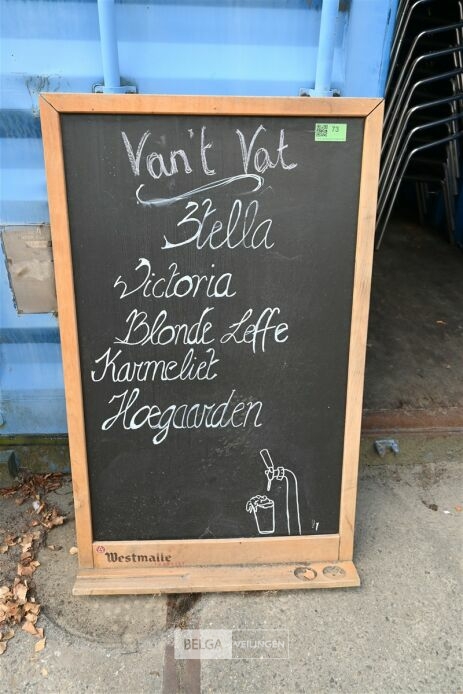 Van't Vat
73
Stella
Victoria
Blonde Leffe
Karmeliet
Hoegaarden
Westmalle
BELGA VEILINGEN